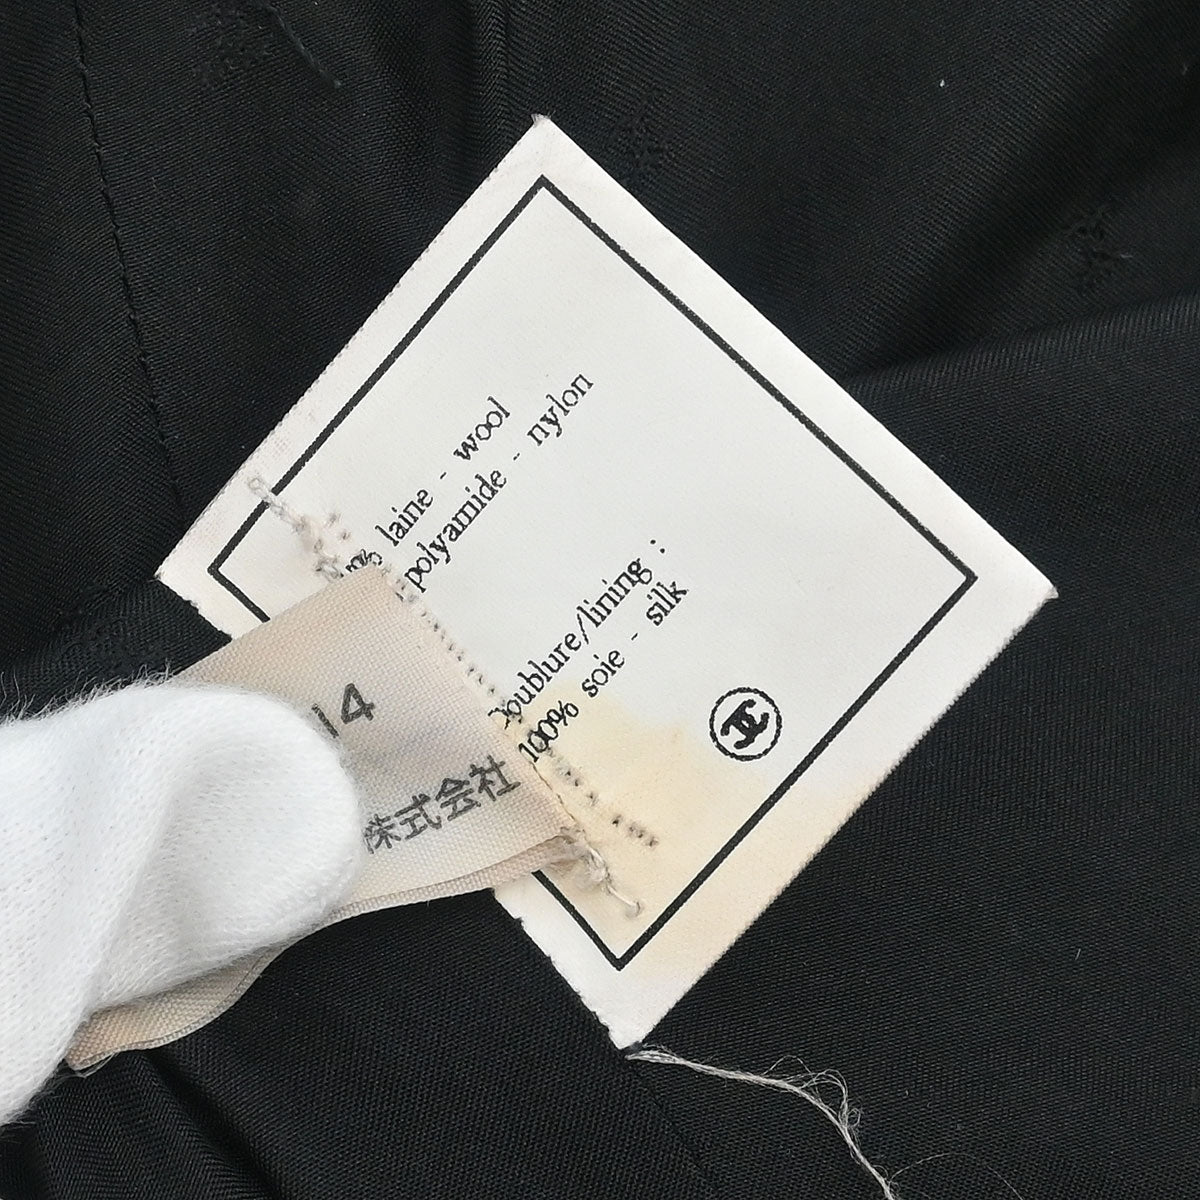 % laine - wool
polyamide - nylon
Doublure/lining :
100% soie - silk
14
株式会社